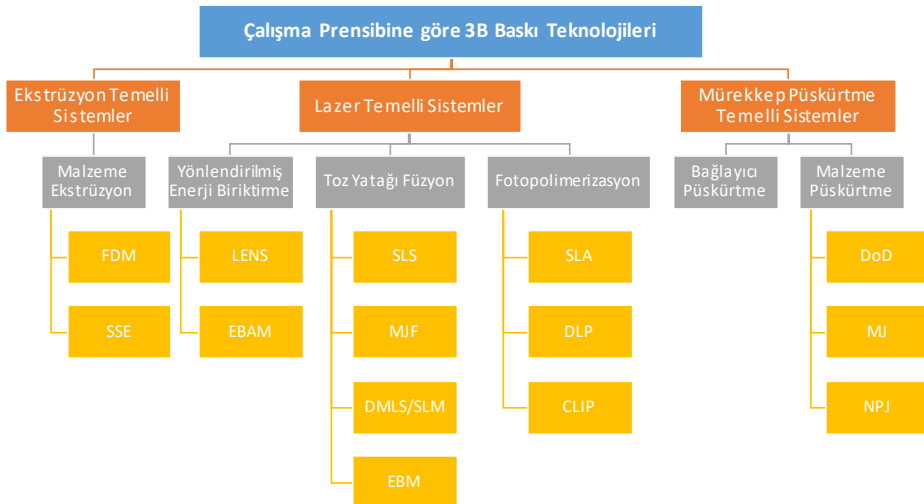 Çalışma Prensibine göre 3B Baskı Teknolojileri
Ekstrüzyon Temelli
Sistemler
Lazer Temelli Sistemler
Mürekkep Püskürtme
Temelli Sistemler
Malzeme
Ekstrüzyon
Yönlendirilmiş
Enerji Biriktirme
Toz Yatağı Füzyon
Fotopolimerizasyon
Bağlayıcı
Püskürtme
Malzeme
Püskürtme
FDM
LENS
SLS
SLA
DoD
SSE
EBAM
MJF
DLP
MJ
DMLS/SLM
CLIP
NPJ
EBM